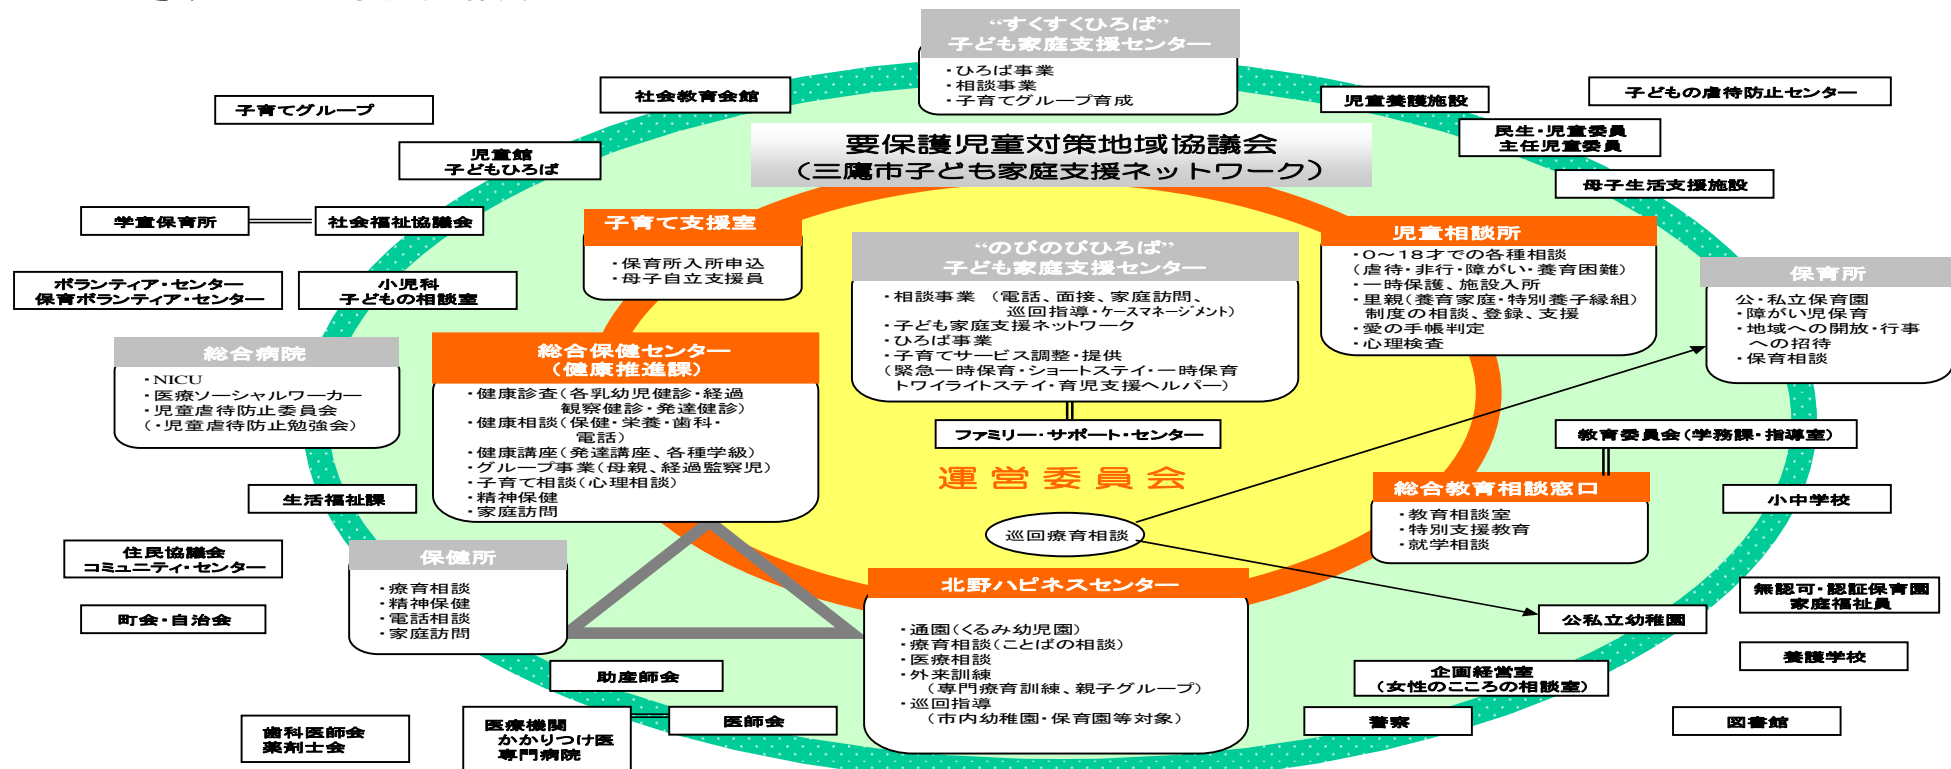 “すくすくひろば”
子ども家庭支援センター
・ひろば事業
・相談事業
・子育てグループ育成
社会教育会館
子育てグループ
児童館
子どもひろば
児童養護施設
子どもの虐待防止センター
民生・児童委員
主任児童委員
母子生活支援施設
要保護児童対策地域協議会
（三鷹市子ども家庭支援ネットワーク）
学童保育所
社会福祉協議会
子育て支援室
・保育所入所申込
・母子自立支援員
“のびのびひろば”
子ども家庭支援センター
・相談事業 （電話、面接、家庭訪問、
巡回指導・ケースマネージメント）
・子ども家庭支援ネットワーク
・ひろば事業
・子育てサービス調整・提供
（緊急一時保育・ショートステイ・一時保育
トワイライトステイ・育児支援ヘルパー）
ファミリー・サポート・センター
児童相談所
・０～１８才での各種相談
（虐待・非行・障がい・養育困難）
・一時保護、施設入所
・里親（養育家庭・特別養子縁組）
制度の相談、登録、支援
・愛の手帳判定
・心理検査
保育所
公・私立保育園
・障がい児保育
・地域への開放・行事
への招待
・保育相談
ボランティア・センター
保育ボランティア・センター
小児科
子どもの相談室
総合病院
・NICU
・医療ソーシャルワーカー
・児童虐待防止委員会
（・児童虐待防止勉強会）
総合保健センター
（健康推進課）
・健康診査（各乳幼児健診・経過
観察健診・発達健診）
・健康相談（保健・栄養・歯科・
電話）
・健康講座（発達講座、各種学級）
・グループ事業（母親、経過監察児）
・子育て相談（心理相談）
・精神保健
・家庭訪問
運営委員会
巡回療育相談
教育委員会（学務課・指導室）
総合教育相談窓口
・教育相談室
・特別支援教育
・就学相談
小中学校
生活福祉課
住民協議会
コミュニティ・センター
町会・自治会
保健所
・療育相談
・精神保健
・電話相談
・家庭訪問
北野ハピネスセンター
・通園（くるみ幼児園）
・療育相談（ことばの相談）
・医療相談
・外来訓練
（専門療育訓練、親子グループ）
・巡回指導
（市内幼稚園・保育園等対象）
無認可・認証保育園
家庭福祉員
公私立幼稚園
養護学校
企画経営室
（女性のこころの相談室）
警察
図書館
助産師会
医師会
医療機関
かかりつけ医
専門病院
歯科医師会
薬剤士会